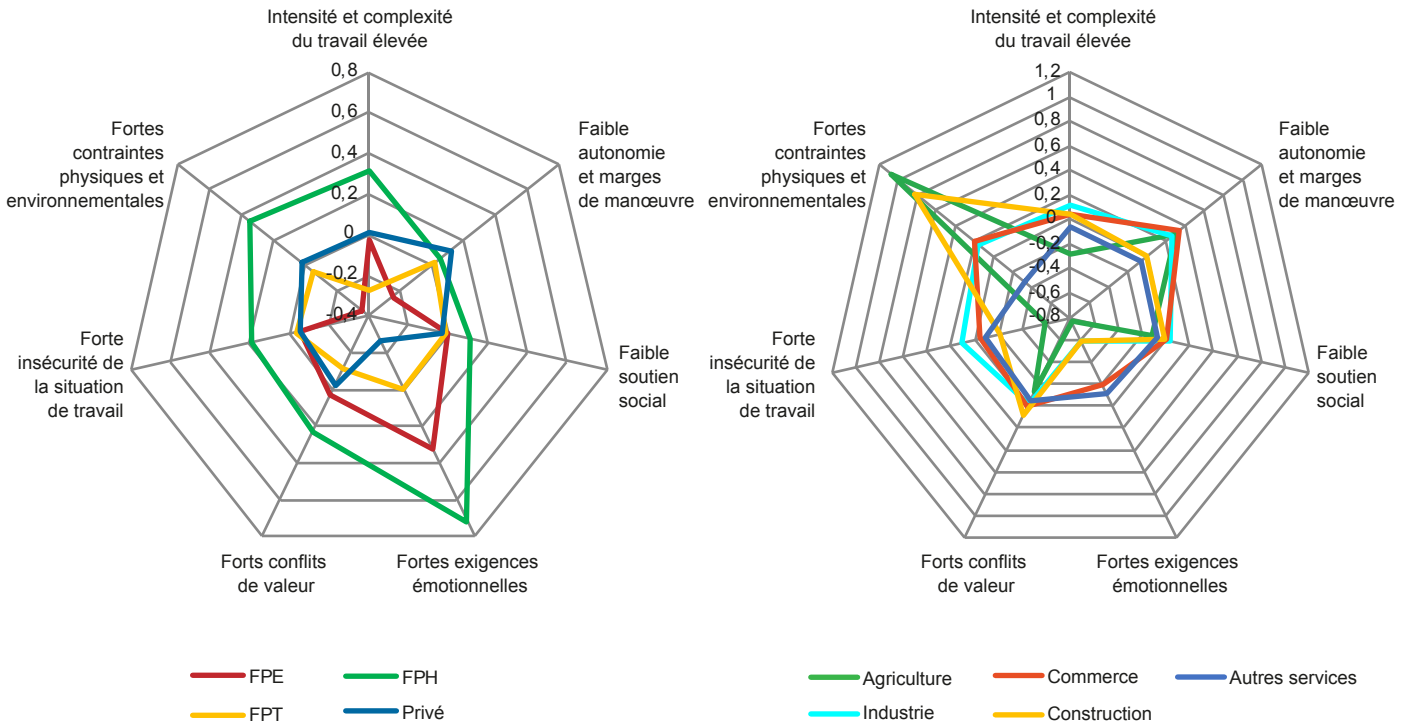 Intensité et complexité
du travail élevée
0,8
0,6
0,4
0,2
0
-0,2
-0,4
Faible
autonomie
et marges
de manœuvre
Faible
soutien
social
Fortes exigences
émotionnelles
Forts conflits
de valeur
Forte
insécurité de
la situation
de travail
Fortes
contraintes
physiques et
environnementales
FPE
FPH
FPT
Privé
Intensité et complexité
du travail élevée
1,2
1
0,8
0,6
0,4
0,2
0
-0,2
-0,4
-0,6
-0,8
Faible
autonomie
et marges
de manœuvre
Faible
soutien
social
Fortes exigences
émotionnelles
Forts conflits
de valeur
Forte
insécurité de
la situation
de travail
Fortes
contraintes
physiques et
environnementales
Agriculture
Commerce
Autres services
Industrie
Construction